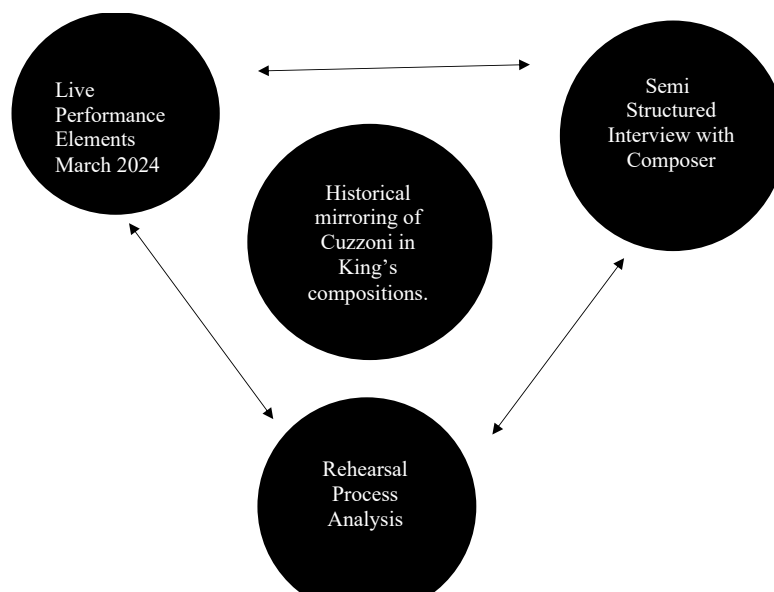 Live
Performance
Elements
March 2024
Semi
Structured
Interview with
Composer
Historical
mirroring of
Cuzzoni in
King’s
compositions.
Rehearsal
Process
Analysis